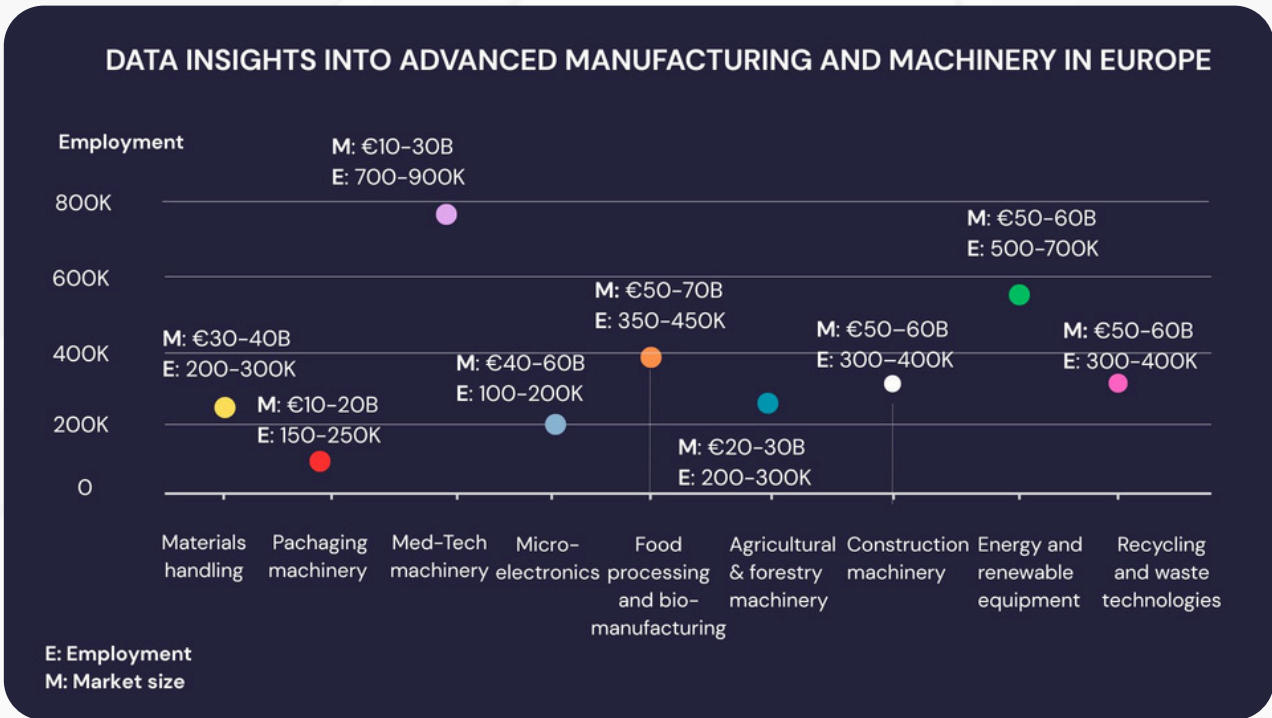 DATA INSIGHTS INTO ADVANCED MANUFACTURING AND MACHINERY IN EUROPE
Employment
800K
600K
400K
200K
0
M: €30-40B
E: 200-300K
M: €10-20B
E: 150-250K
M: €10-30B
E: 700-900K
M: €40-60B
E: 100-200K
M: €50-70B
E: 350-450K
M: €20-30B
E: 200-300K
M: €50–60B
E: 300–400K
M: €50-60B
E: 500-700K
M: €50-60B
E: 300-400K
Materials
handling
Pachaging
machinery
Med-Tech
machinery
Micro-
electronics
Food
processing
and bio-
manufacturing
Agricultural
& forestry
machinery
Construction
machinery
Energy and
renewable
equipment
Recycling
and waste
technologies
E: Employment
M: Market size